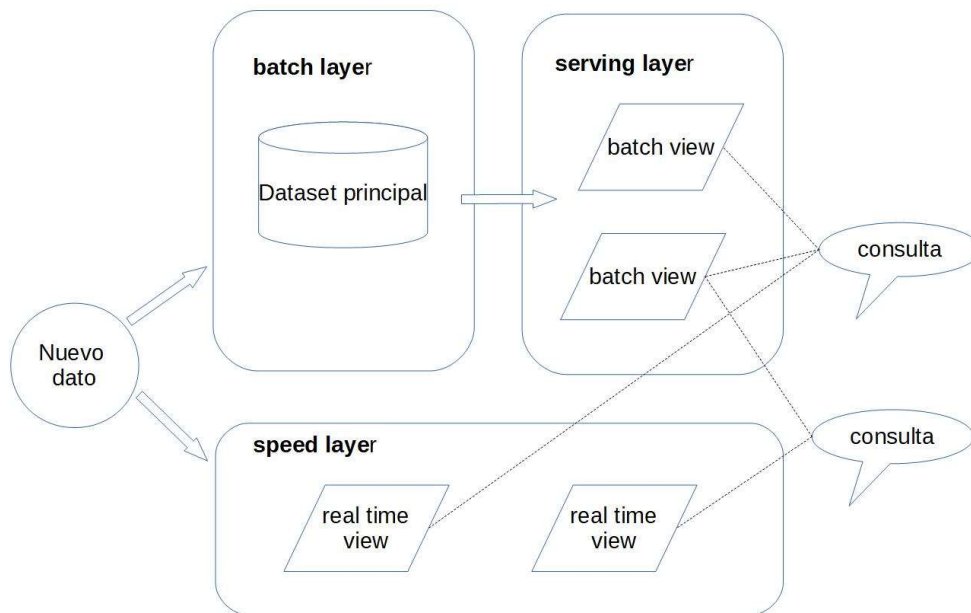 batch layer
serving layer
batch view
Dataset principal
consulta
batch view
Nuevo
dato
consulta
speed layer
real time
view
real time
view